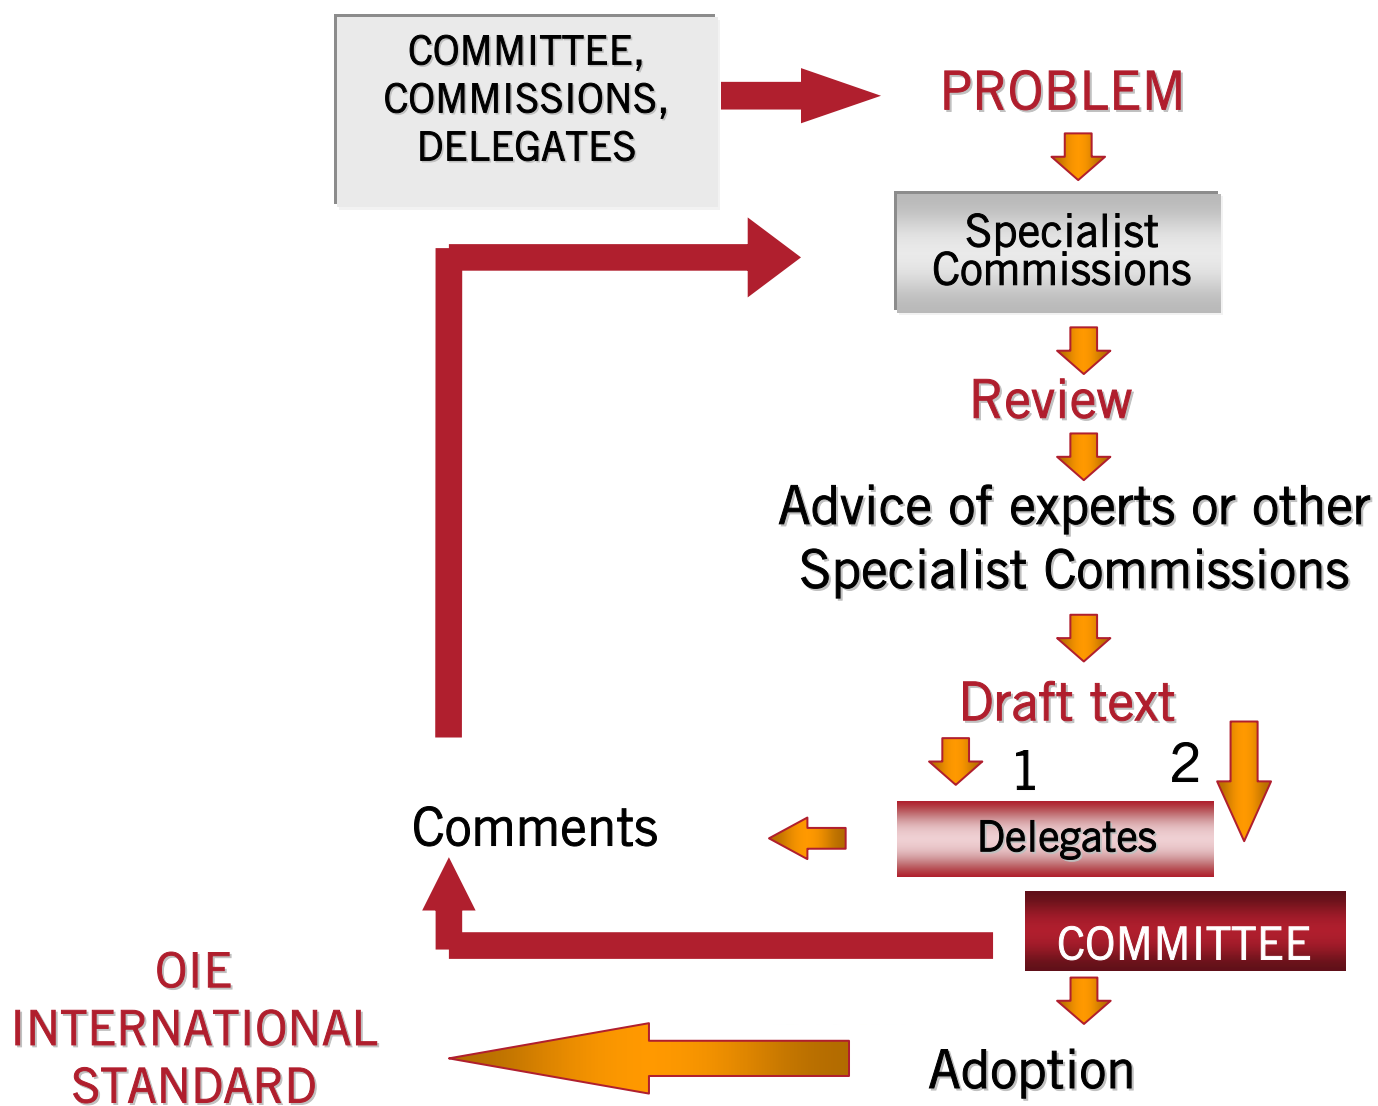 COMMITTEE,
COMMISSIONS,
DELEGATES
PROBLEM
Specialist
Commissions
Review
Advice of experts or other
Specialist Commissions
Draft text
1
2
Delegates
Comments
COMMITTEE
Adoption
OIE
INTERNATIONAL
STANDARD